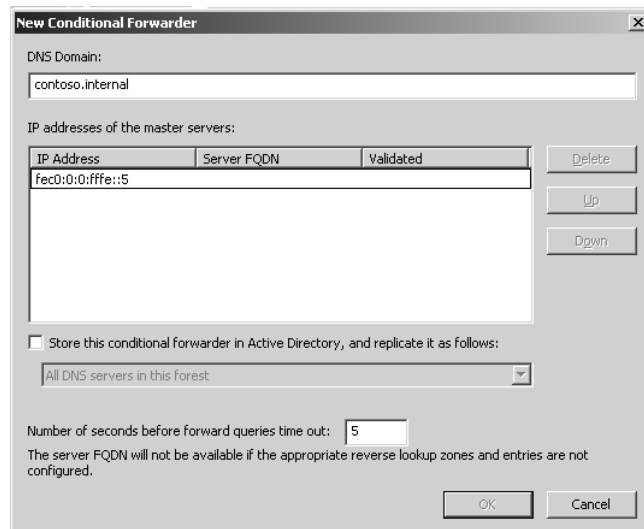 New Conditional Forwarder
DNS Domain:
contoso.internal
IP addresses of the master servers:
IP Address Server FQDN Validated
fec0:0:0:fffe::5
Delete
Up
Down
Store this conditional forwarder in Active Directory, and replicate it as follows:
All DNS servers in this forest
Number of seconds before forward queries time out: 5
The server FQDN will not be available if the appropriate reverse lookup zones and entries are not
configured.
OK Cancel